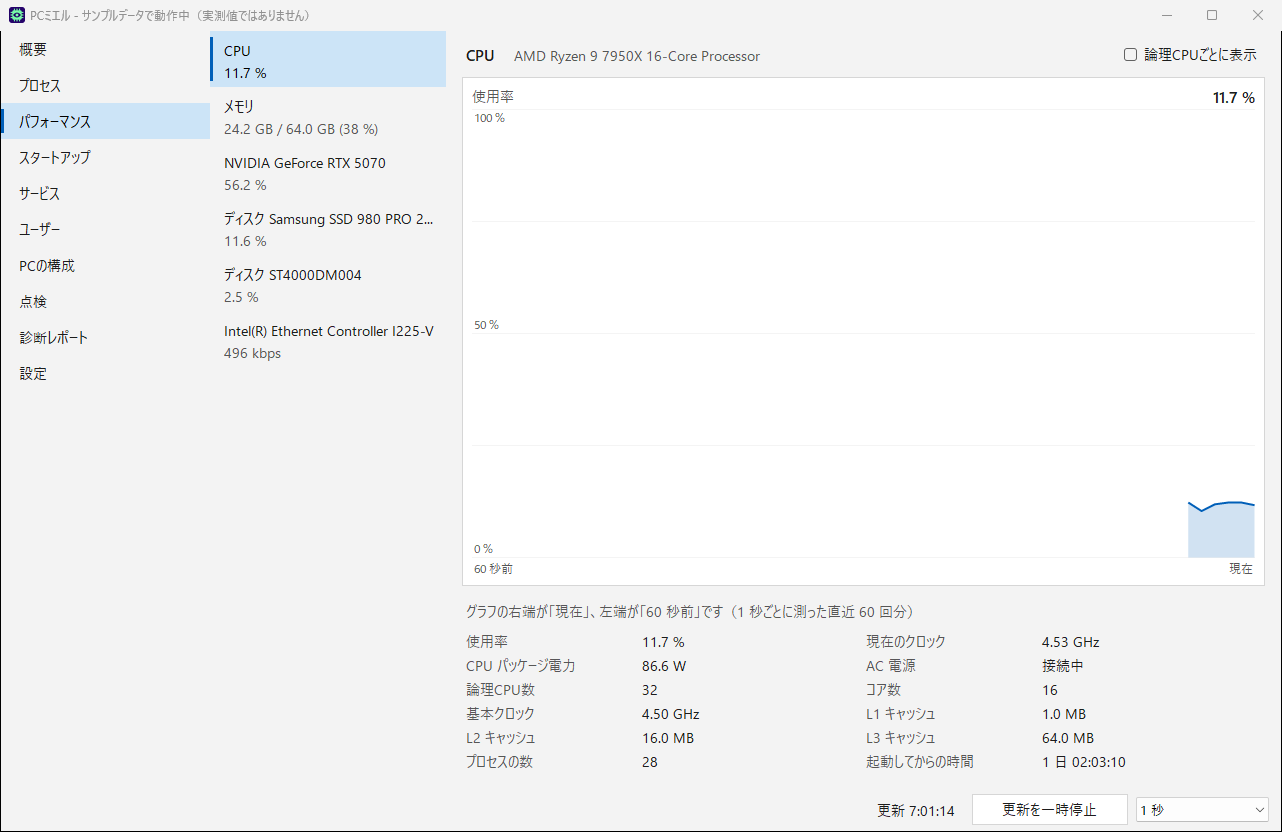 PCミエル - サンプルデータで動作中（実測値ではありません）
概要
プロセス
パフォーマンス
スタートアップ
サービス
ユーザー
PCの構成
点検
診断レポート
設定
CPU
11.7 %
メモリ
24.2 GB / 64.0 GB (38 %)
NVIDIA GeForce RTX 5070
56.2 %
ディスク Samsung SSD 980 PRO 2...
11.6 %
ディスク ST4000DM004
2.5 %
Intel(R) Ethernet Controller I225-V
496 kbps
CPU AMD Ryzen 9 7950X 16-Core Processor
論理CPUごとに表示
使用率 11.7 %
100 %
50 %
0 %
60 秒前 現在
グラフの右端が「現在」、左端が「60 秒前」です（1 秒ごとに測った直近 60 回分）
使用率 11.7 % 現在のクロック 4.53 GHz
CPU パッケージ電力 86.6 W AC 電源 接続中
論理CPU数 32 コア数 16
基本クロック 4.50 GHz L1 キャッシュ 1.0 MB
L2 キャッシュ 16.0 MB L3 キャッシュ 64.0 MB
プロセスの数 28 起動してからの時間 1 日 02:03:10
更新 7:01:14 更新を一時停止 1 秒